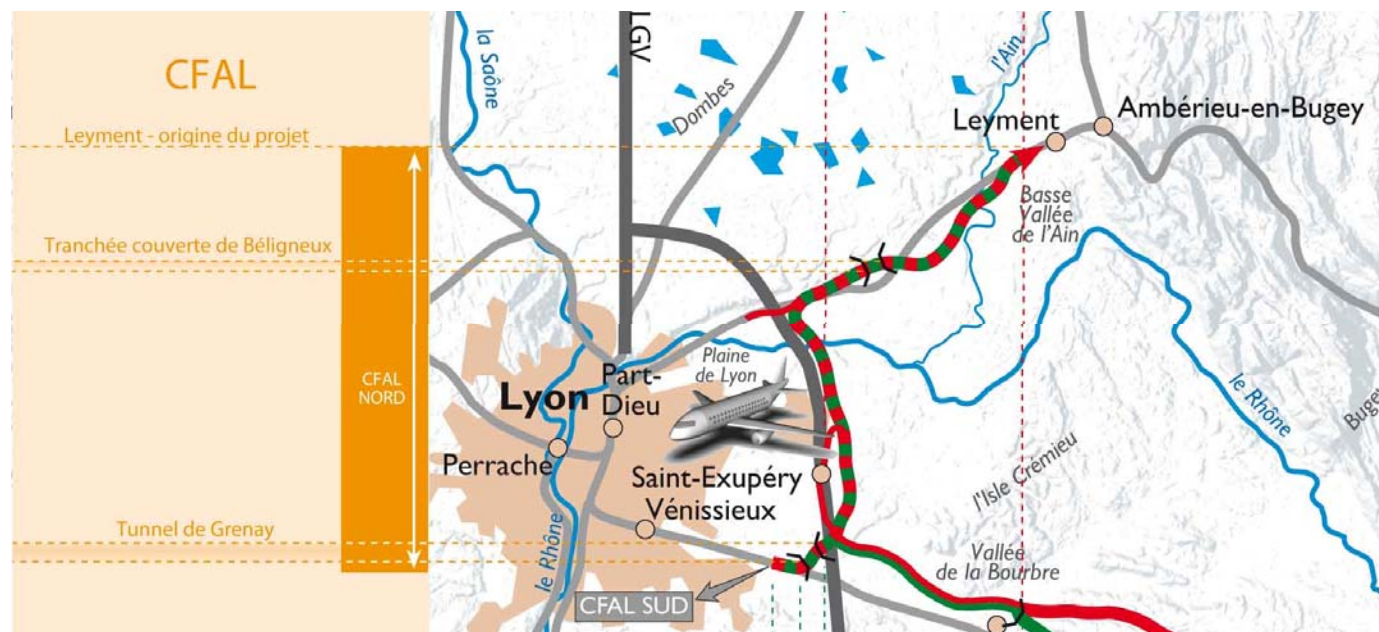 CFAL
Leyment - origine du projet
Tranchée couverte de Béligneux
CFAL
NORD
Tunnel de Grenay
la Saône
LGV
Dombes
l'Ain
Leyment
Ambérieu-en-Bugey
Basse
Vallée
de l'Ain
Plaine
de Lyon
Lyon
Part-
Dieu
Perrache
Saint-Exupéry
Vénissieux
le Rhône
le Rhône
l'Isle Crémieu
Vallée
de la Bourbre
CFAL SUD